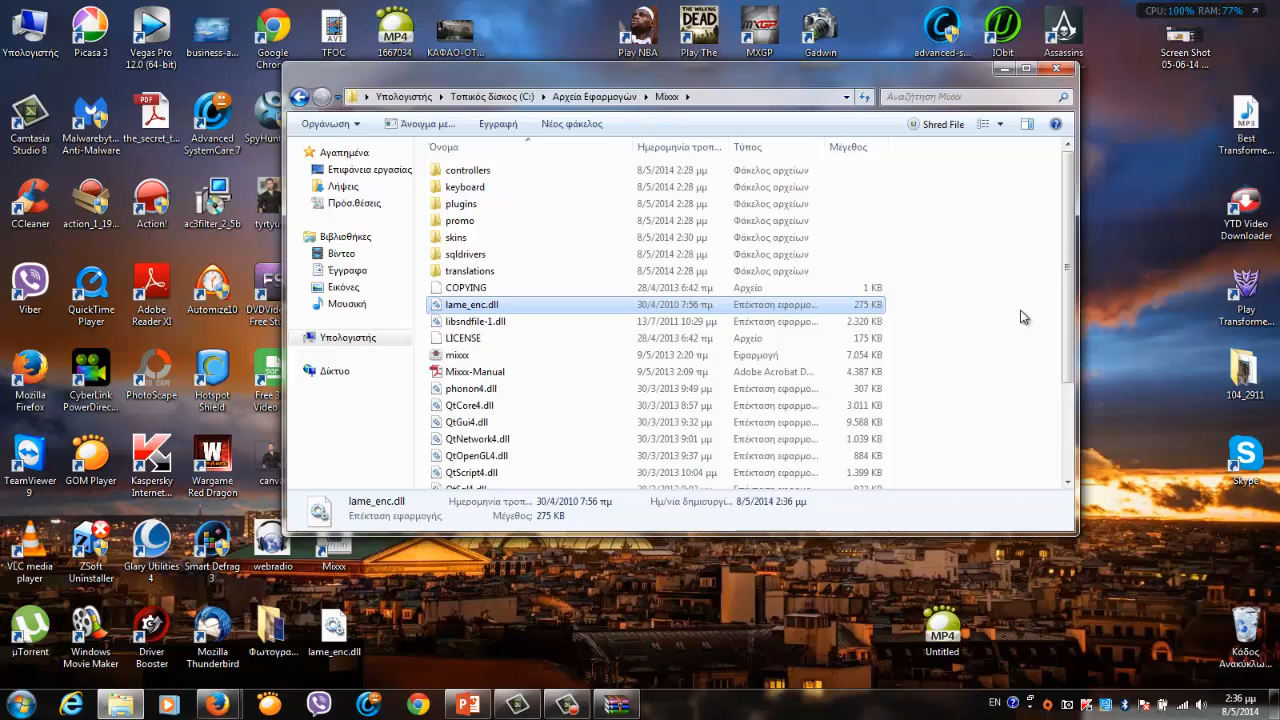 CPU:100% RAM:77%
Υπολογιστής
Picasa 3
Vegas Pro
12.0 (64-bit)
business-a...
Google
Chro
TFOC
1667034
ΚΑΦΑΟ-ΟΤ...
Play NBA
Play The
MXGP
Gadwin
advanced-s...
IObit
Assassins
Screen Shot
05-06-14 ...
Υπολογιστής
Τοπικός δίσκος (C:)
Αρχεία Εφαρμογών
Mixxx
Αναζήτηση Mixxx
Οργάνωση
Άνοιγμα με...
Εγγραφή
Νέος φάκελος
Shred File
Όνομα
Ημερομηνία τροπ...
Τύπος
Μέγεθος
Αγαπημένα
Επιφάνεια εργασίας
Λήψεις
Πρόσ.θέσεις
Βιβλιοθήκες
Βίντεο
Έγγραφα
Εικόνες
Μουσική
Υπολογιστής
Δίκτυο
controllers 8/5/2014 2:28 μμ Φάκελος αρχείων
keyboard 8/5/2014 2:28 μμ Φάκελος αρχείων
plugins 8/5/2014 2:28 μμ Φάκελος αρχείων
promo 8/5/2014 2:28 μμ Φάκελος αρχείων
skins 8/5/2014 2:30 μμ Φάκελος αρχείων
sqldrivers 8/5/2014 2:28 μμ Φάκελος αρχείων
translations 8/5/2014 2:28 μμ Φάκελος αρχείων
COPYING 28/4/2013 6:42 πμ Αρχείο 1 KB
lame_enc.dll 30/4/2010 7:56 πμ Επέκταση εφαρμο... 275 KB
libsndfile-1.dll 13/7/2011 10:29 μμ Επέκταση εφαρμο... 2.320 KB
LICENSE 28/4/2013 6:42 πμ Αρχείο 175 KB
mixxx 9/5/2013 2:20 πμ Εφαρμογή 7.054 KB
Mixxx-Manual 9/5/2013 2:09 πμ Adobe Acrobat D... 4.387 KB
phonon4.dll 30/3/2013 9:49 μμ Επέκταση εφαρμο... 307 KB
QtCore4.dll 30/3/2013 8:57 μμ Επέκταση εφαρμο... 3.011 KB
QtGui4.dll 30/3/2013 9:32 μμ Επέκταση εφαρμο... 9.588 KB
QtNetwork4.dll 30/3/2013 9:01 μμ Επέκταση εφαρμο... 1.039 KB
QtOpenGL4.dll 30/3/2013 9:37 μμ Επέκταση εφαρμο... 884 KB
QtScript4.dll 30/3/2013 10:04 μμ Επέκταση εφαρμο... 1.399 KB
lame_enc.dll Ημερομηνία τροπ... 30/4/2010 7:56 πμ Ημ/νία δημιουργί... 8/5/2014 2:36 μμ
Επέκταση εφαρμογής Μέγεθος: 275 KB
Camtasia
Studio 8
Malwareby...
Anti-Malware
the_secret_t...
Advanced
SystemCare 7
SpyHunt
CCleaner
action_1_19...
Action!
ac3filter_2_5b
tyrtyu
Viber
QuickTime
Player
Adobe
Reader XI
Automize10
DVDVide
Free Stu
Mozilla
Firefox
CyberLink
PowerDirec...
PhotoScape
Hotspot
Shield
Free 3
Video
TeamViewer
9
GOM Player
Kaspersky
Internet...
Wargame
Red Dragon
canv
VLC media
player
ZSoft
Uninstaller
Glary Utilities
4
Smart Defrag
3
webradio
Mixxx
μTorrent
Windows
Movie Maker
Driver
Booster
Mozilla
Thunderbird
Φωτογρα...
lame_enc.dll
MP3
Best
Transforme...
YTD Video
Downloader
Play
Transforme...
104_2911
Skype
MP4
Untitled
Κάδος
Ανακύκλω...
EN
2:36 μμ
8/5/2014